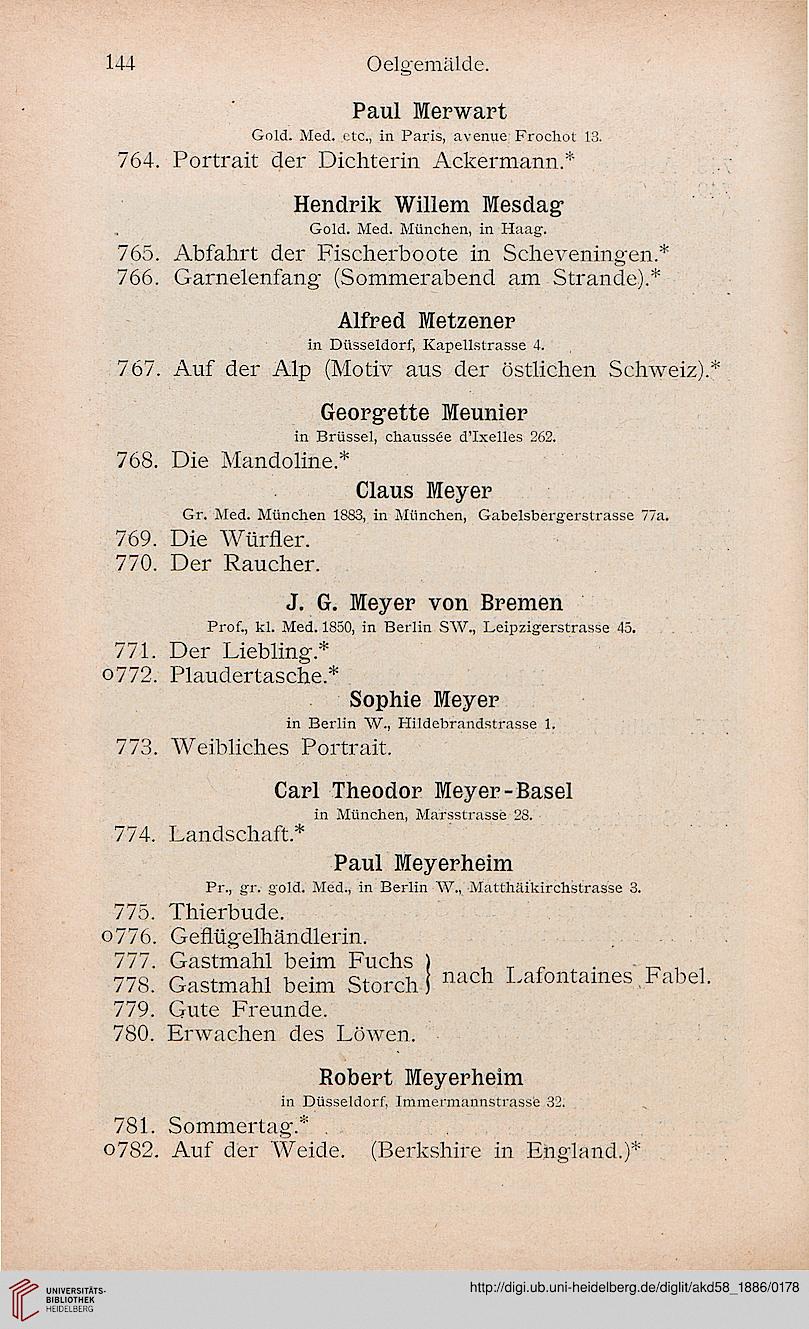 144 Oelgemälde.
Paul Merwart
Gold. Med. etc., in Paris, avenue Frochot 13.
764. Portrait der Dichterin Ackermann.*
Hendrik Willem Mesdag
Gold. Med. München, in Haag.
765. Abfahrt der Fischerboote in Scheveningen.*
766. Garnelenfang (Sommerabend am Strande).*
Alfred Metzener
in Düsseldorf, Kapellstrasse 4.
767. Auf der Alp (Motiv aus der östlichen Schweiz).*
Georgette Meunier
in Brüssel, chaussée d'Ixelles 262.
768. Die Mandoline.*
Claus Meyer
Gr. Med. München 1883, in München, Gabelsbergerstrasse 77a.
769. Die Würfler.
770. Der Raucher.
J. G. Meyer von Bremen
Prof., kl. Med. 1850, in Berlin SW., Leipzigerstrasse 45.
771. Der Liebling.*
o772. Plaudertasche.*
Sophie Meyer
in Berlin W., Hildebrandstrasse 1.
773. Weibliches Portrait.
Carl Theodor Meyer-Basel
in München, Marsstrasse 28.
774. Landschaft.*
Paul Meyerheim
Pr., gr. gold. Med., in Berlin W., Matthäikirchstrasse 3.
775. Thierbude.
o776. Geflügelhändlerin.
777. Gastmahl beim Fuchs
778. Gastmahl beim Storch } nach Lafontaines Fabel.
779. Gute Freunde.
780. Erwachen des Löwen.
Robert Meyerheim
in Düsseldorf, Immermannstrasse 32.
781. Sommertag.*
o782. Auf der Weide. (Berkshire in England.)*
UNIVERSITÄTS-
BIBLIOTHEK
HEIDELBERG
http://digi.ub.uni-heidelberg.de/diglit/akd58_1886/0178